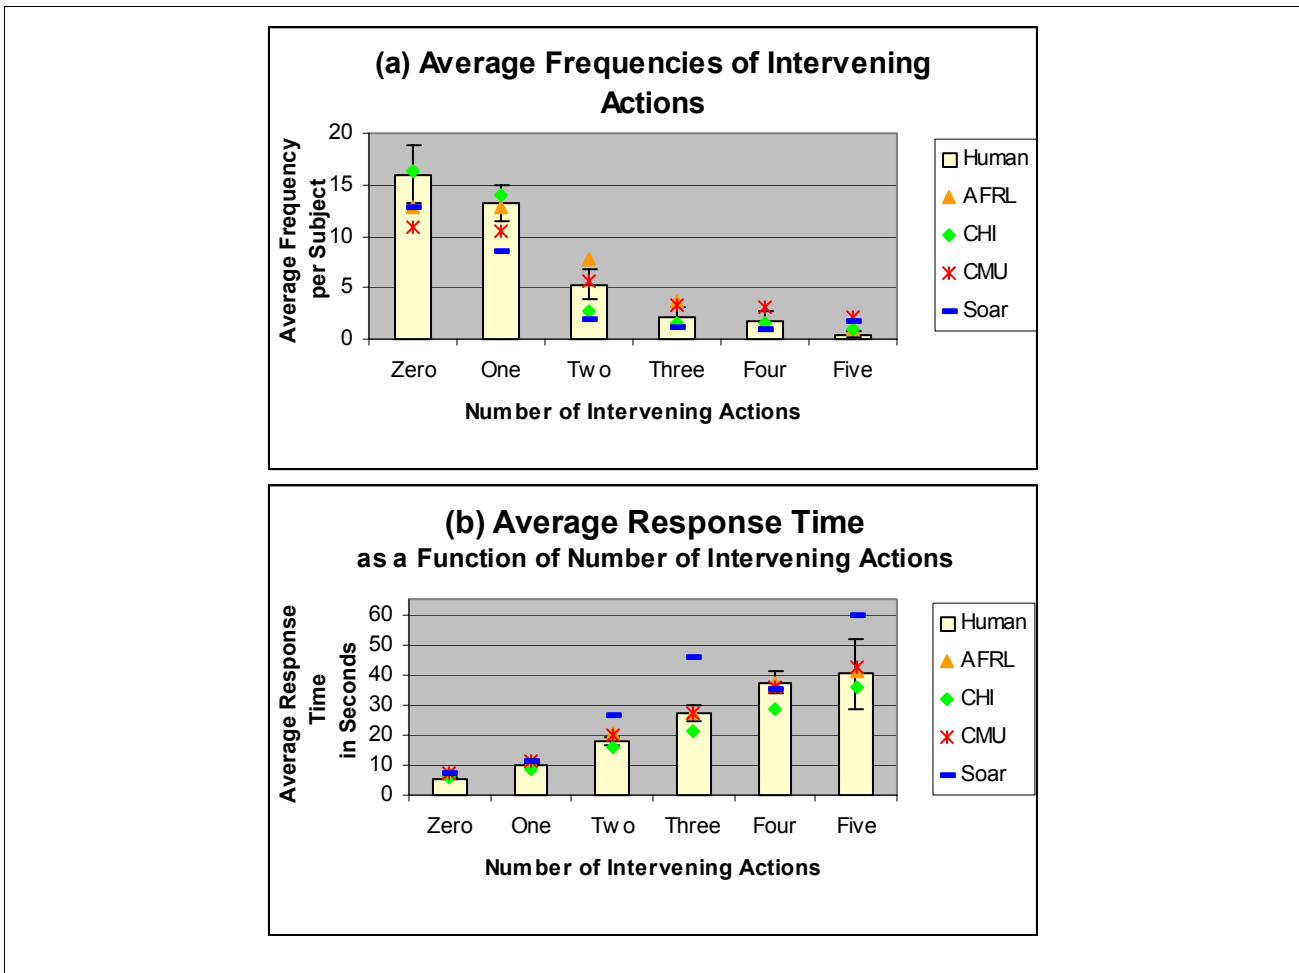 (a) Average Frequencies of Intervening
Actions
Average Frequency
per Subject
20
15
10
5
0
Zero One Two Three Four Five
Number of Intervening Actions
Human
AFRL
CHI
CMU
Soar
(b) Average Response Time
as a Function of Number of Intervening Actions
Average Response
Time
in Seconds
60
50
40
30
20
10
0
Zero One Two Three Four Five
Number of Intervening Actions
Human
AFRL
CHI
CMU
Soar